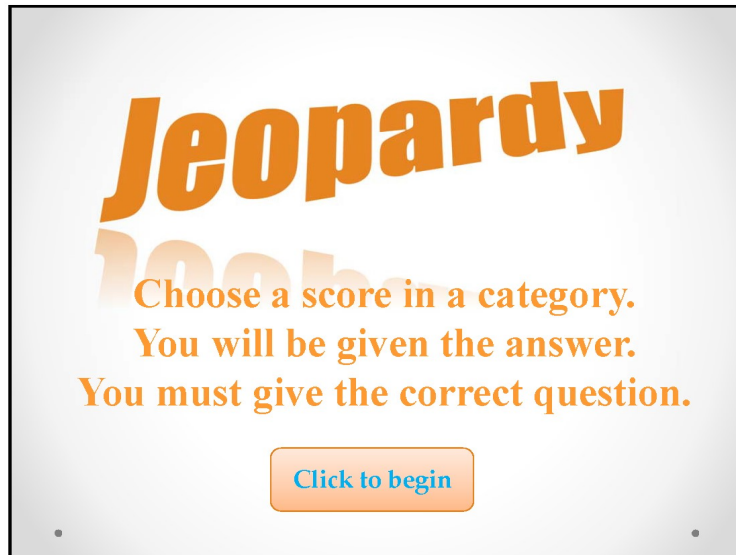 Jeopardy
Choose a score in a category.
You will be given the answer.
You must give the correct question.
Click to begin